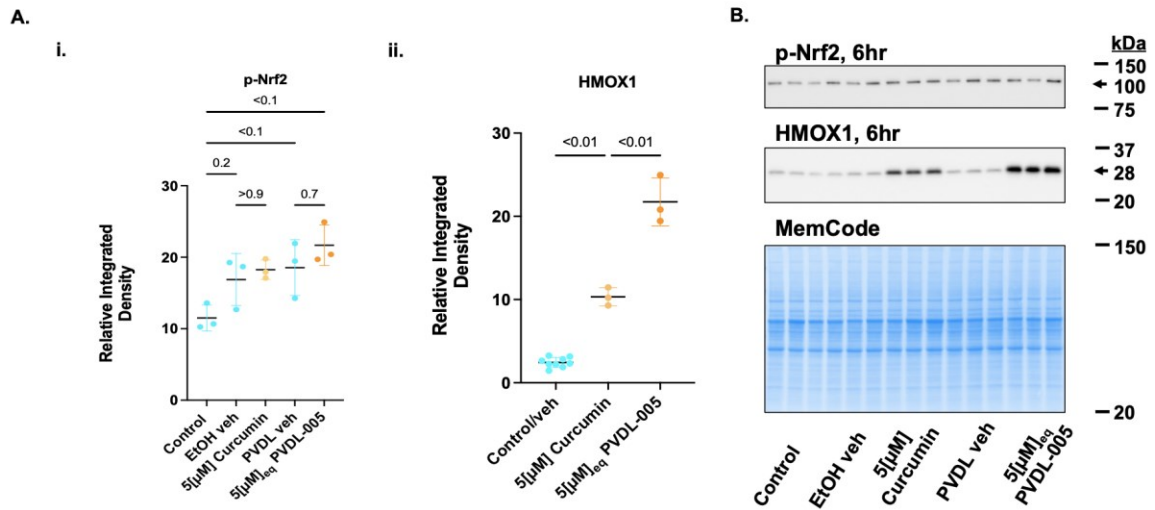 A.
i.
p-Nrf2
<0.1
<0.1
0.2
>0.9
0.7
30
20
10
0
Relative Integrated
Density
Control
EtOH veh
5[µM] Curcumin
PVDL veh
5[µM]eq PVDL-005
ii.
HMOX1
<0.01
<0.01
30
20
10
0
Relative Integrated
Density
Control/veh
5[µM] Curcumin
5[µM]eq PVDL-005
B.
kDa
p-Nrf2, 6hr
150
100
75
HMOX1, 6hr
37
28
20
MemCode
150
20
Control
EtOH veh
5[µM]
Curcumin
PVDL veh
5[µM]eq
PVDL-005